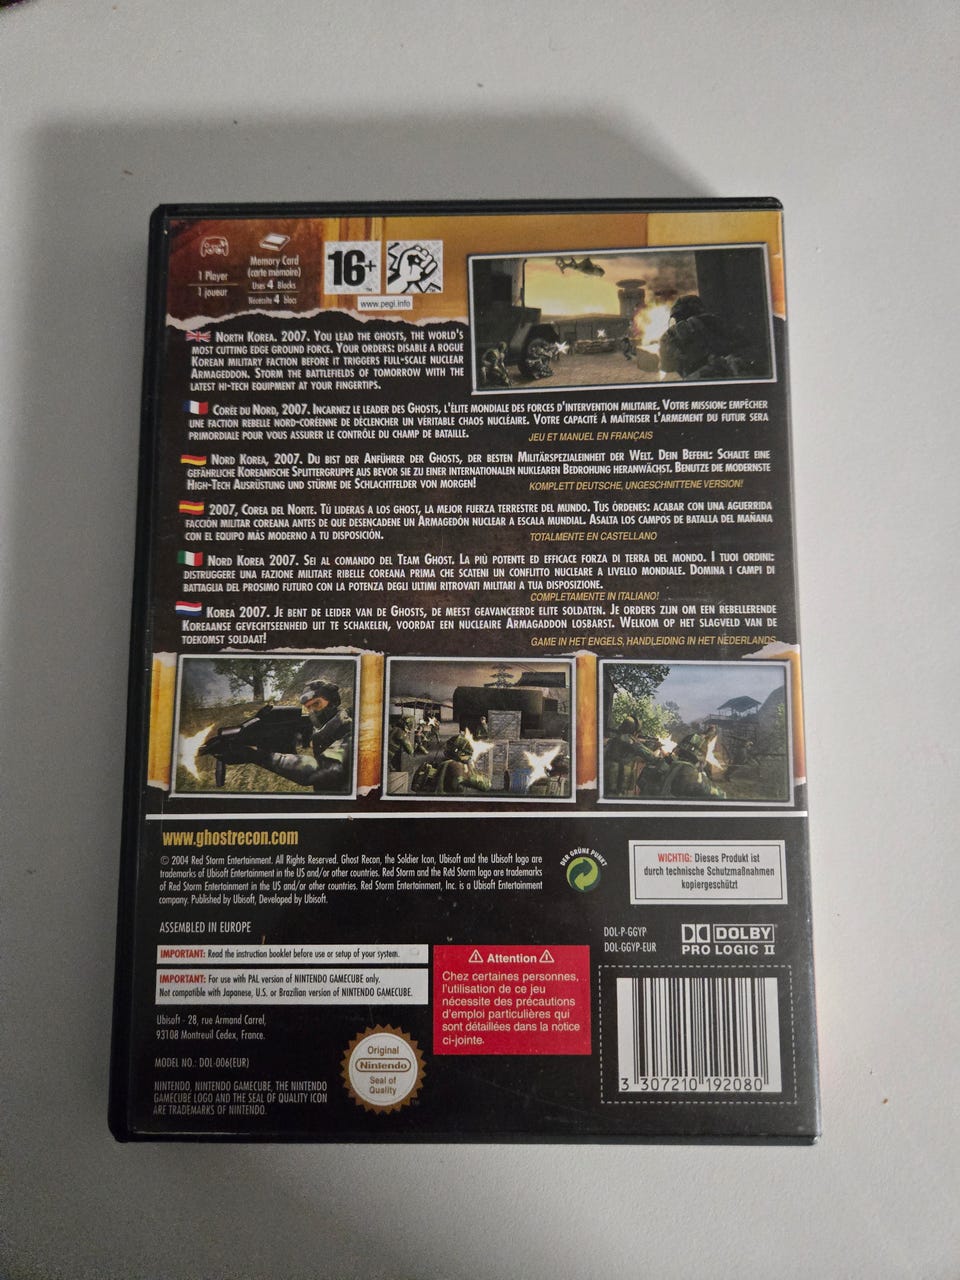 1 Player
1 joueur
Memory Card
(carte mémoire)
Uses 4 Blocks
Nécessite 4 blocs
16+
www.pegi.info
North Korea. 2007. You lead the ghosts, the world's
most cutting edge ground force. Your orders: disable a rogue
Korean military faction before it triggers full-scale nuclear
Armageddon. Storm the battlefields of tomorrow with the
latest hi-tech equipment at your fingertips.
Corée du Nord, 2007. Incarnez le leader des Ghosts, l'élite mondiale des forces d'intervention militaire. Votre mission: empêcher
une faction rebelle nord-coréenne de déclencher un véritable chaos nucléaire. Votre capacité à maîtriser l'armement du futur sera
primordiale pour vous assurer le contrôle du champ de bataille.
JEU ET MANUEL EN FRANÇAIS
Nord Korea, 2007. Du bist der Anführer der Ghosts, der besten Militärspezialeinheit der Welt. Dein Befehl: Schalte eine
gefährliche Koreanische Splittergruppe aus bevor sie zu einer internationalen nuklearen Bedrohung heranwächst. Benutze die modernste
High-Tech Ausrüstung und stürme die Schlachtfelder von morgen!
KOMPLETT DEUTSCHE, UNGESCHNITTENE VERSION!
2007, Corea del Norte. Tú lideras a los ghost, la mejor fuerza terrestre del mundo. Tus órdenes: acabar con una aguerrida
facción militar coreana antes de que desencadene un Armagedón nuclear a escala mundial. Asalta los campos de batalla del mañana
con el equipo más moderno a tu disposición.
TOTALMENTE EN CASTELLANO
Nord Korea 2007. Sei al comando del Team Ghost. La più potente ed efficace forza di terra del mondo. I tuoi ordini:
distruggere una fazione militare ribelle coreana prima che scateni un conflitto nucleare a livello mondiale. Domina i campi di
battaglia del prosimo futuro con la potenza degli ultimi ritrovati militari a tua disposizione.
COMPLETAMENTE IN ITALIANO!
Korea 2007. Je bent de leider van de Ghosts, de meest geavanceerde elite soldaten. Je orders zijn om een rebellerende
Koreaanse gevechtseenheid uit te schakelen, voordat een nucleaire Armagaddon losbarst. Welkom op het slagveld van de
toekomst soldaat!
GAME IN HET ENGELS, HANDLEIDING IN HET NEDERLANDS
www.ghostrecon.com
© 2004 Red Storm Entertainment. All Rights Reserved. Ghost Recon, the Soldier Icon, Ubisoft and the Ubisoft logo are
trademarks of Ubisoft Entertainment in the US and/or other countries. Red Storm and the Red Storm logo are trademarks
of Red Storm Entertainment in the US and/or other countries. Red Storm Entertainment, Inc. is a Ubisoft Entertainment
company. Published by Ubisoft, Developed by Ubisoft.
DER GRÜNE PUNKT
WICHTIG: Dieses Produkt ist
durch technische Schutzmaßnahmen
kopiergeschützt
ASSEMBLED IN EUROPE
DOL-P-GGYP
DOL-GGYP-EUR
DOLBY
PRO LOGIC II
IMPORTANT: Read the instruction booklet before use or setup of your system.
IMPORTANT: For use with PAL version of NINTENDO GAMECUBE only.
Not compatible with Japanese, U.S. or Brazilian version of NINTENDO GAMECUBE.
Attention
Chez certaines personnes,
l'utilisation de ce jeu
nécessite des précautions
d'emploi particulières qui
sont détaillées dans la notice
ci-jointe.
Ubisoft - 28, rue Armand Carrel,
93108 Montreuil Cedex, France.
MODEL NO.: DOL-006(EUR)
NINTENDO, NINTENDO GAMECUBE, THE NINTENDO
GAMECUBE LOGO AND THE SEAL OF QUALITY ICON
ARE TRADEMARKS OF NINTENDO.
Original
Nintendo
Seal of
Quality
3 307210 192080